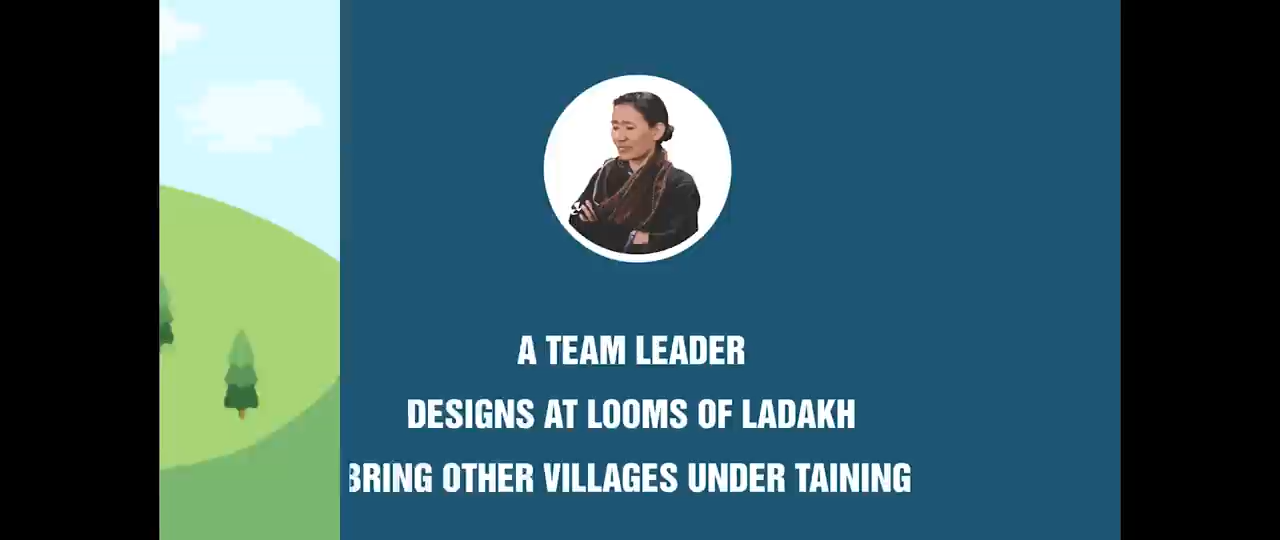 A TEAM LEADER
DESIGNS AT LOOMS OF LADAKH
BRING OTHER VILLAGES UNDER TAINING